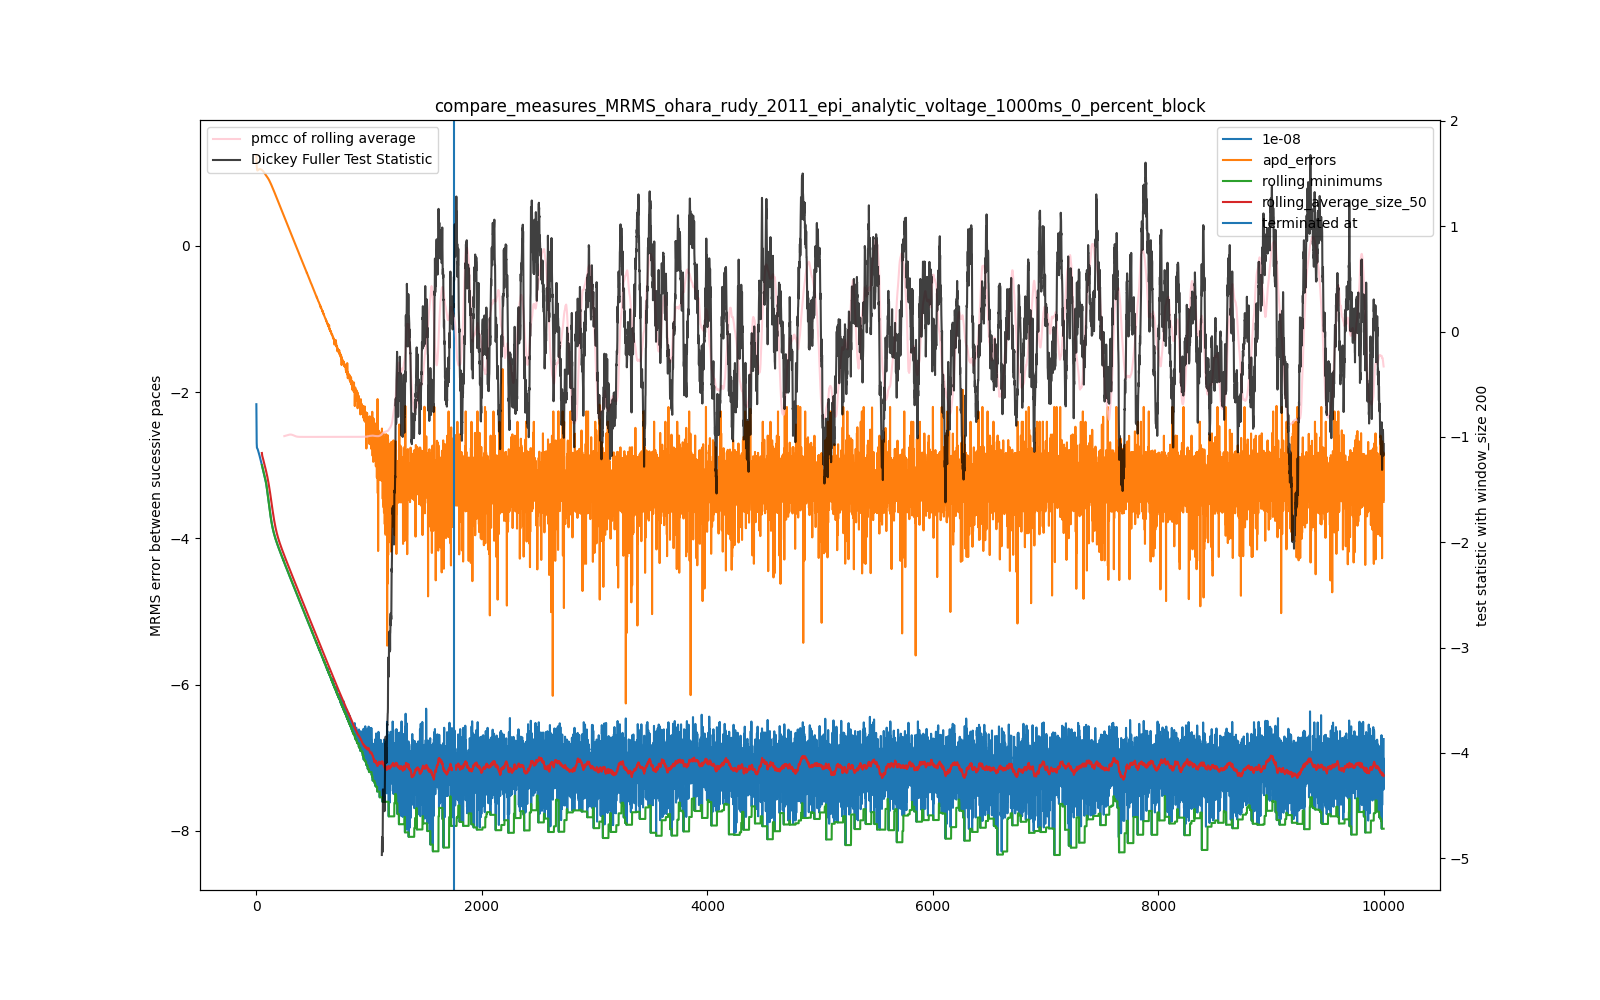 compare_measures_MRMS_ohara_rudy_2011_epi_analytic_voltage_1000ms_0_percent_block
pmcc of rolling average
Dickey Fuller Test Statistic
1e-08
apd_errors
rolling minimums
rolling_average_size_50
terminated at
MRMS error between sucessive paces
0
−2
−4
−6
−8
test statistic with window_size 200
2
1
0
−1
−2
−3
−4
−5
0
2000
4000
6000
8000
10000